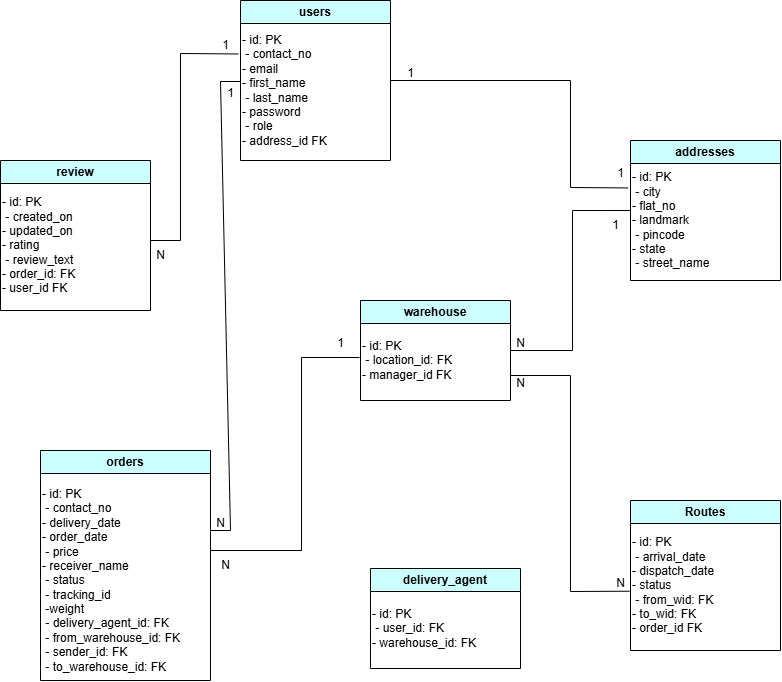 users
- id: PK
- contact_no
- email
- first_name
- last_name
- password
- role
- address_id FK
1
1
1
addresses
- id: PK
- city
- flat_no
- landmark
- pincode
- state
- street_name
1
1
review
- id: PK
- created_on
- updated_on
- rating
- review_text
- order_id: FK
- user_id FK
N
warehouse
- id: PK
- location_id: FK
- manager_id FK
1
N
N
orders
- id: PK
- contact_no
- delivery_date
- order_date
- price
- receiver_name
- status
- tracking_id
-weight
- delivery_agent_id: FK
- from_warehouse_id: FK
- sender_id: FK
- to_warehouse_id: FK
N
N
delivery_agent
- id: PK
- user_id: FK
- warehouse_id: FK
Routes
- id: PK
- arrival_date
- dispatch_date
- status
- from_wid: FK
- to_wid: FK
- order_id FK
N